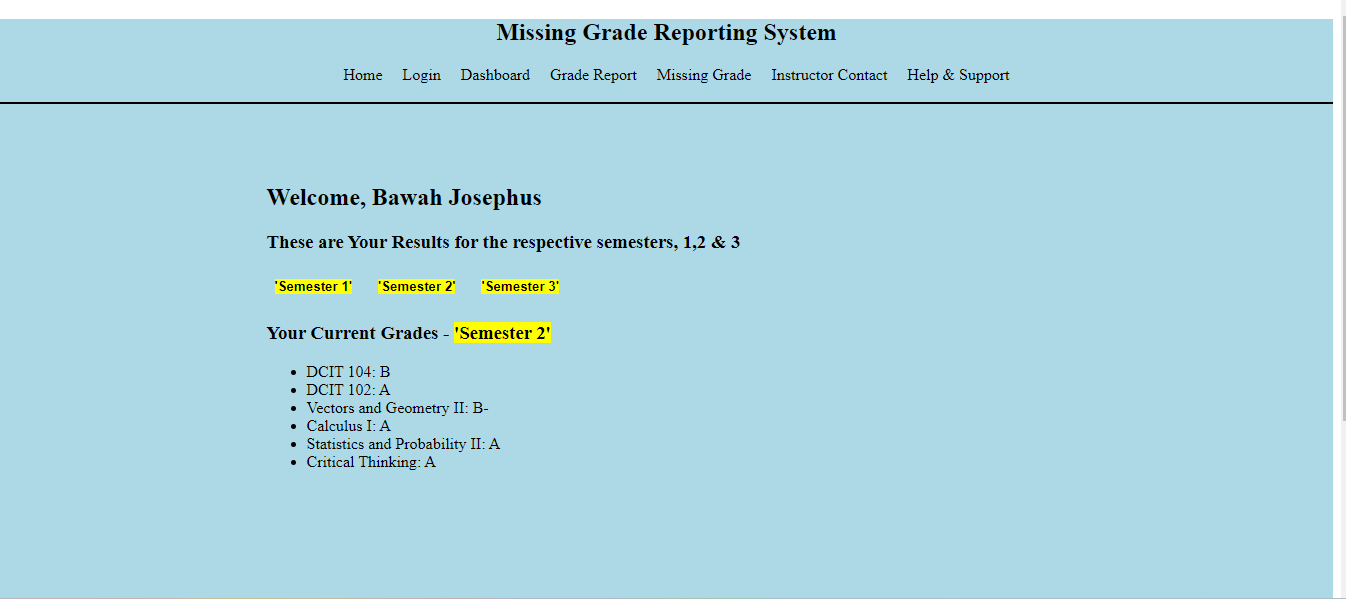 Missing Grade Reporting System
Home Login Dashboard Grade Report Missing Grade Instructor Contact Help & Support
Welcome, Bawah Josephus
These are Your Results for the respective semesters, 1,2 & 3
'Semester 1' 'Semester 2' 'Semester 3'
Your Current Grades - 'Semester 2'
• DCIT 104: B
• DCIT 102: A
• Vectors and Geometry II: B-
• Calculus I: A
• Statistics and Probability II: A
• Critical Thinking: A